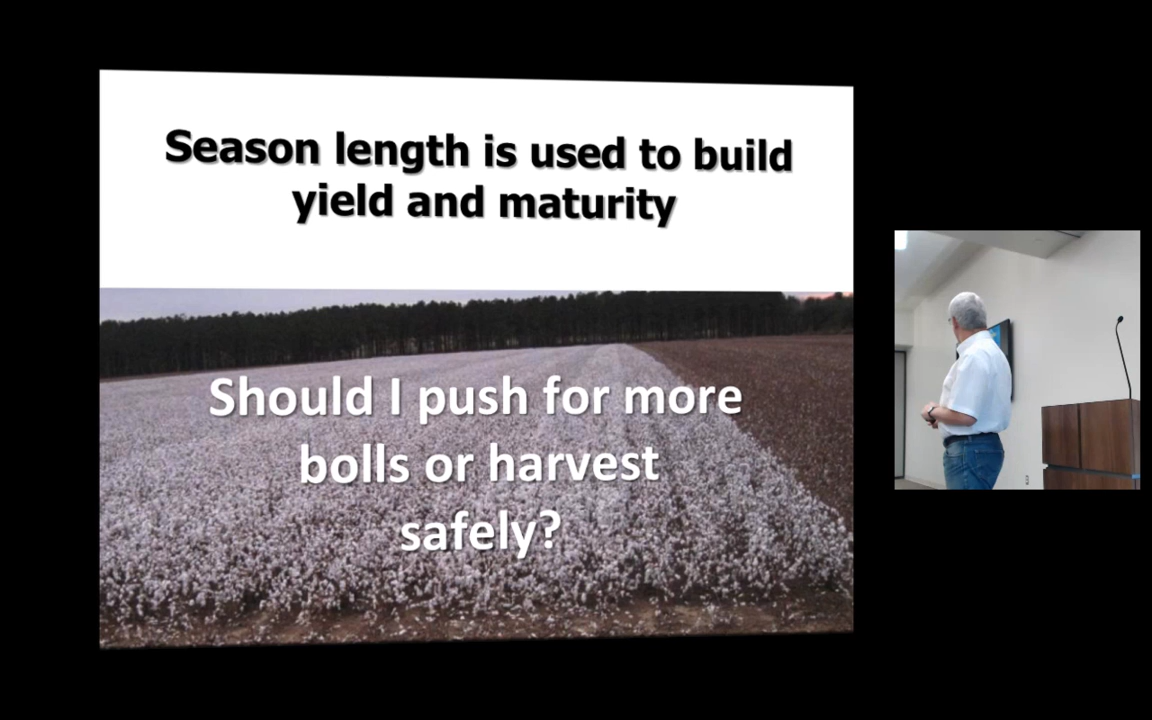 Season length is used to build
yield and maturity
Should I push for more
bolls or harvest
safely?